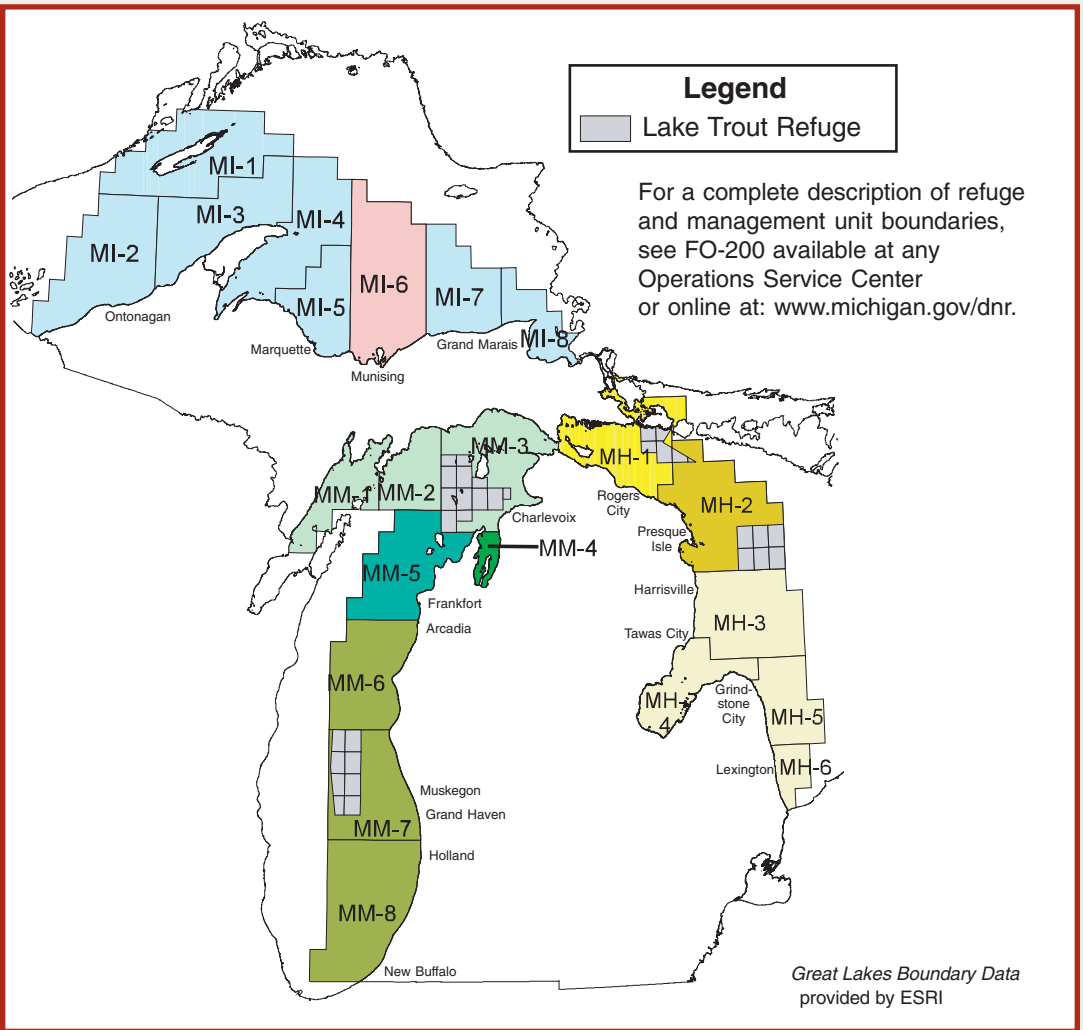 Legend
Lake Trout Refuge
For a complete description of refuge
and management unit boundaries,
see FO-200 available at any
Operations Service Center
or online at: www.michigan.gov/dnr.
MI-1
MI-2
MI-3
MI-4
MI-5
MI-6
MI-7
MI-8
Ontonagan
Marquette
Munising
Grand Marais
MM-1
MM-2
MM-3
MH-1
MH-2
Rogers
City
Charlevoix
Presque
Isle
MM-4
MM-5
Harrisville
Frankfort
Arcadia
MH-3
Tawas City
MM-6
MH-
4
Grind-
stone
City
MH-5
Lexington
MH-6
Muskegon
Grand Haven
MM-7
Holland
MM-8
New Buffalo
Great Lakes Boundary Data
provided by ESRI